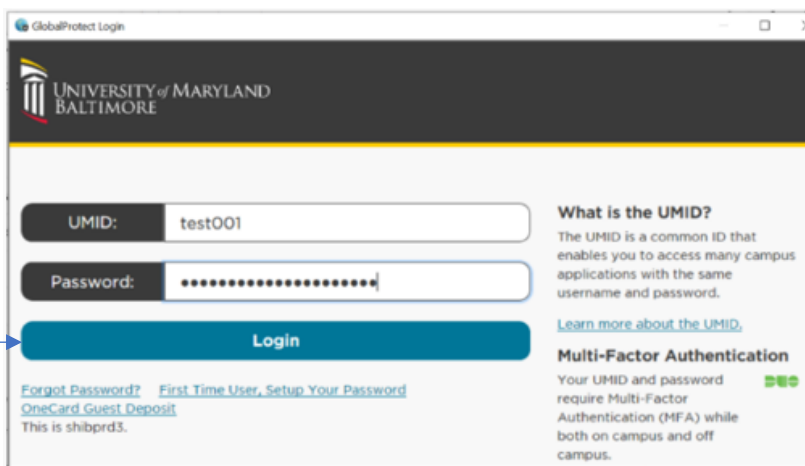 GlobalProtect Login
UNIVERSITY of MARYLAND
BALTIMORE
UMID:
test001
Password:
Login
Forgot Password? First Time User, Setup Your Password
OneCard Guest Deposit
This is shibprd3.
What is the UMID?
The UMID is a common ID that
enables you to access many campus
applications with the same
username and password.
Learn more about the UMID.
Multi-Factor Authentication
Your UMID and password
DUO
require Multi-Factor
Authentication (MFA) while
both on campus and off
campus.